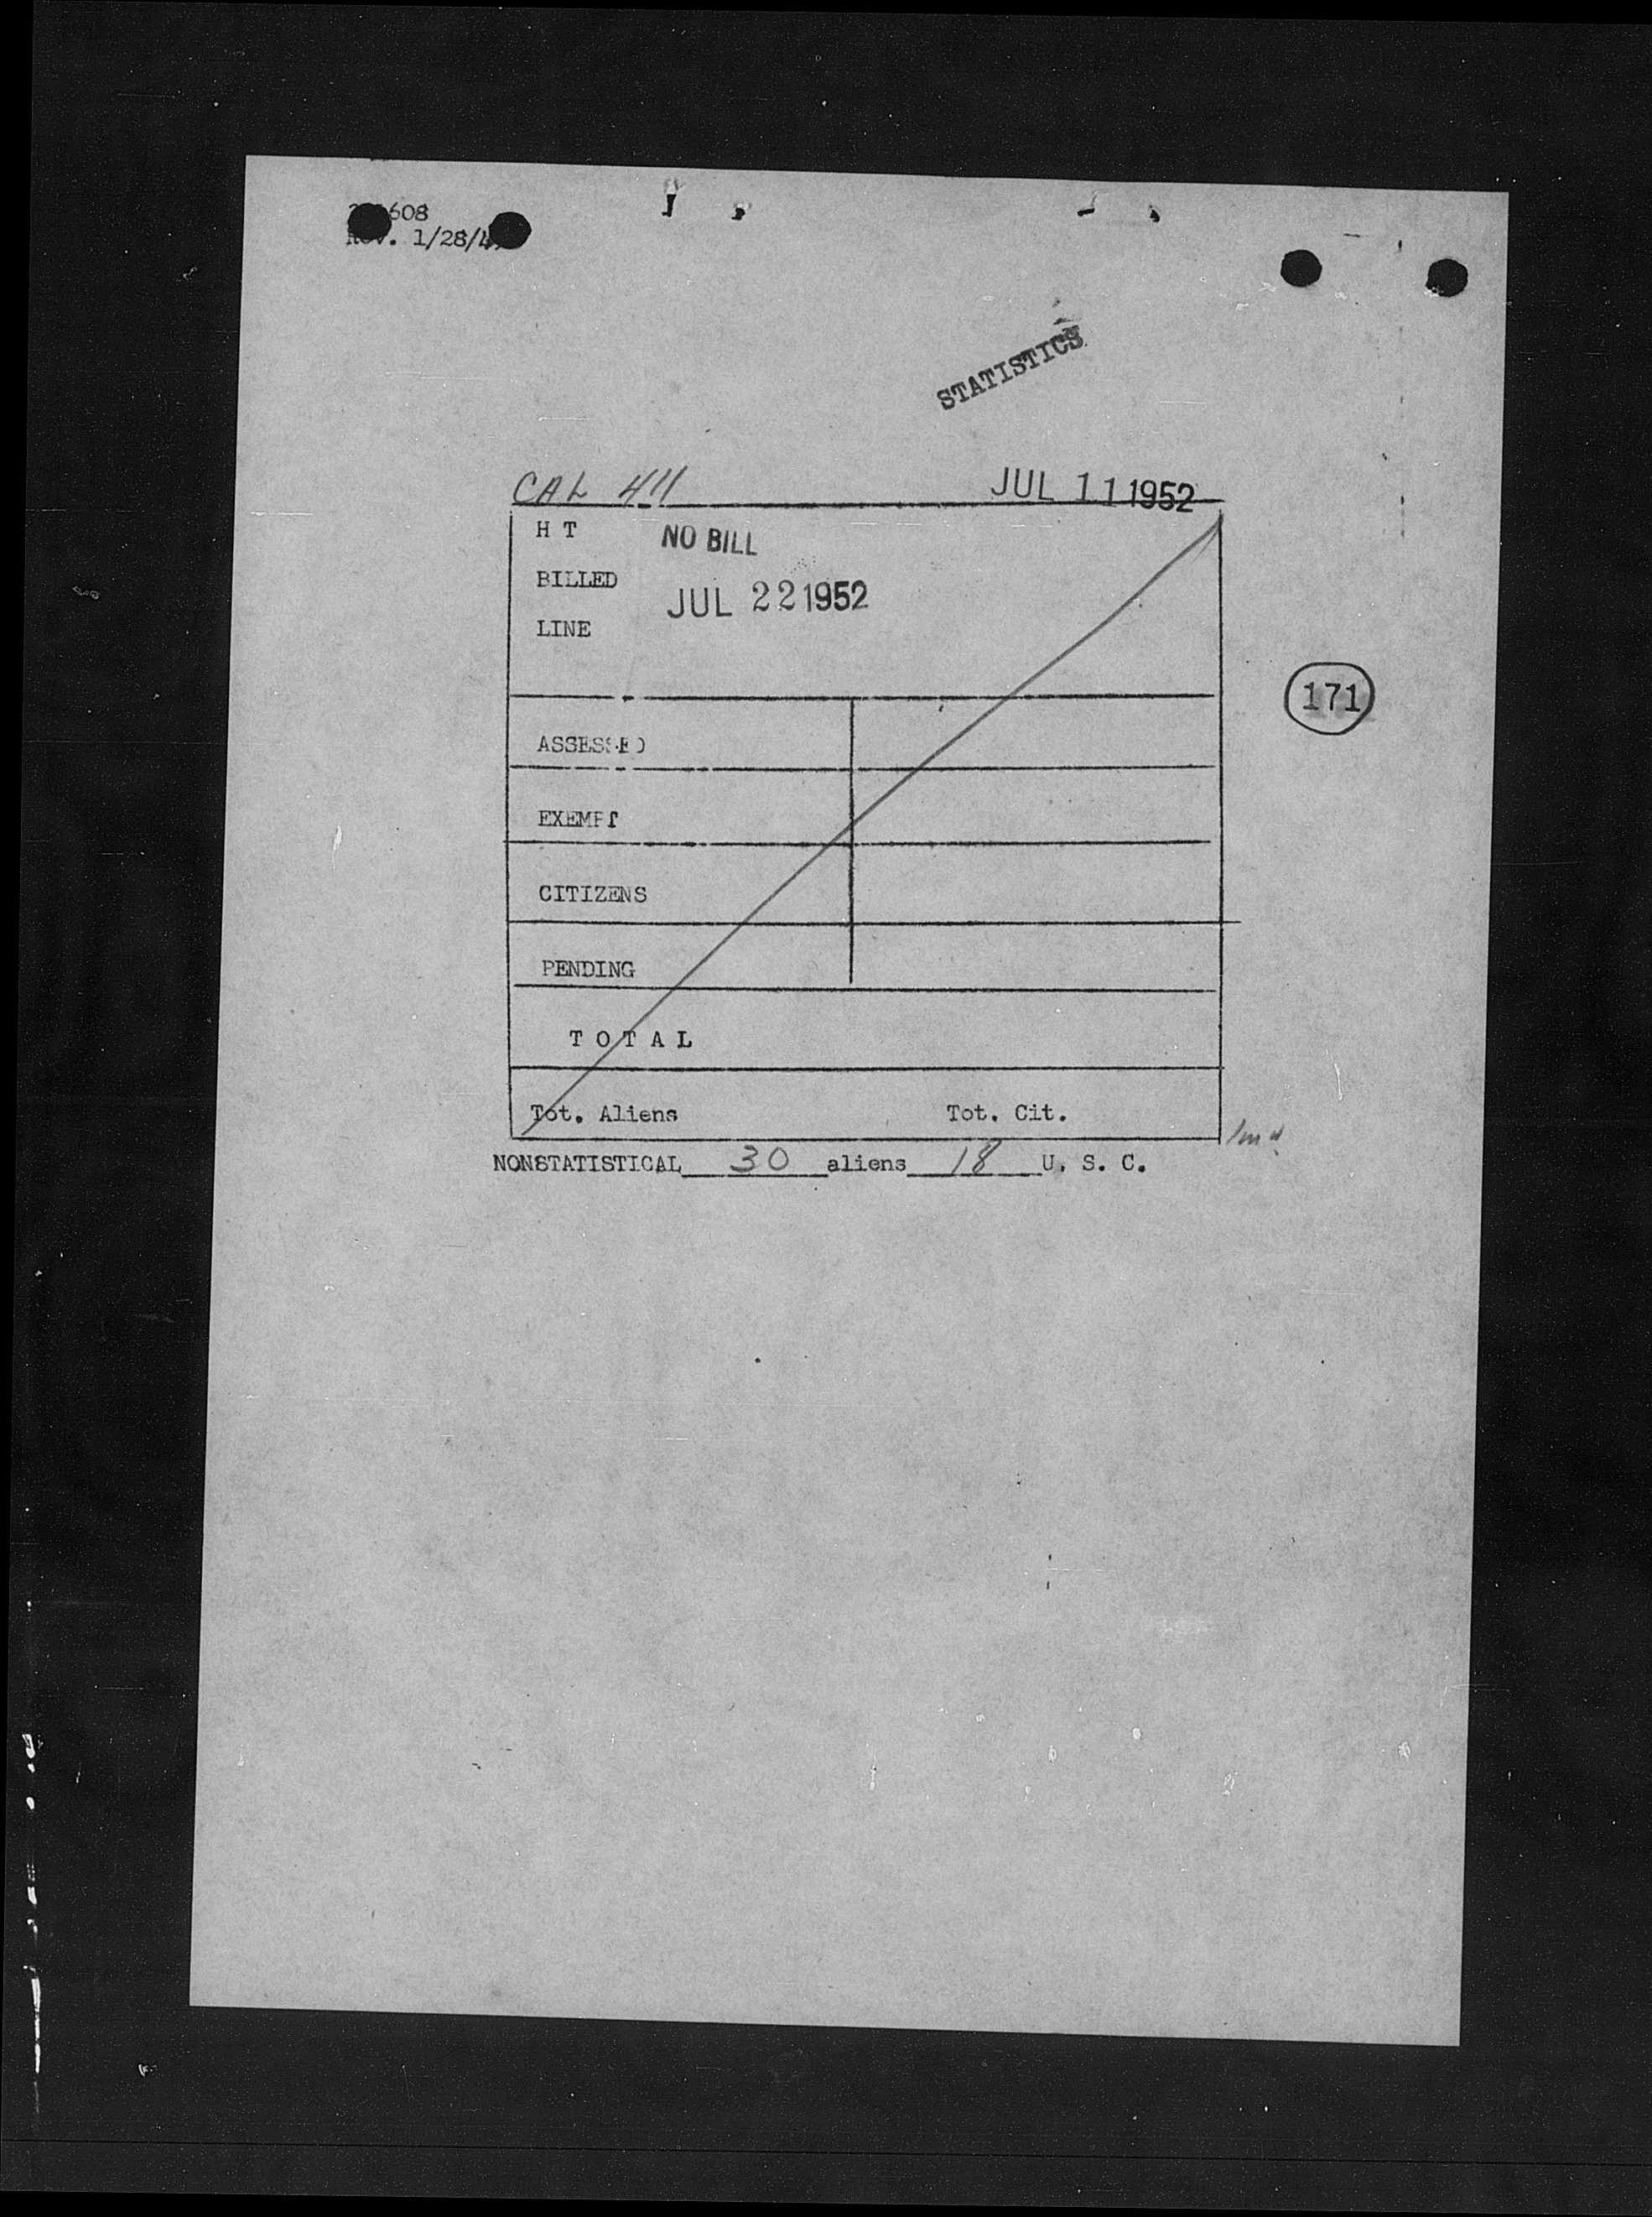 608
1/28/
STATISTICS
CAL 411 JUL 11 1952
H T NO BILL
BILLED
JUL 22 1952
LINE
171
ASSESSED
EXEMPT
CITIZENS
PENDING
TOTAL
Tot. Aliens Tot. Cit.
NONSTATISTICAL 30 aliens 18 U. S. C.